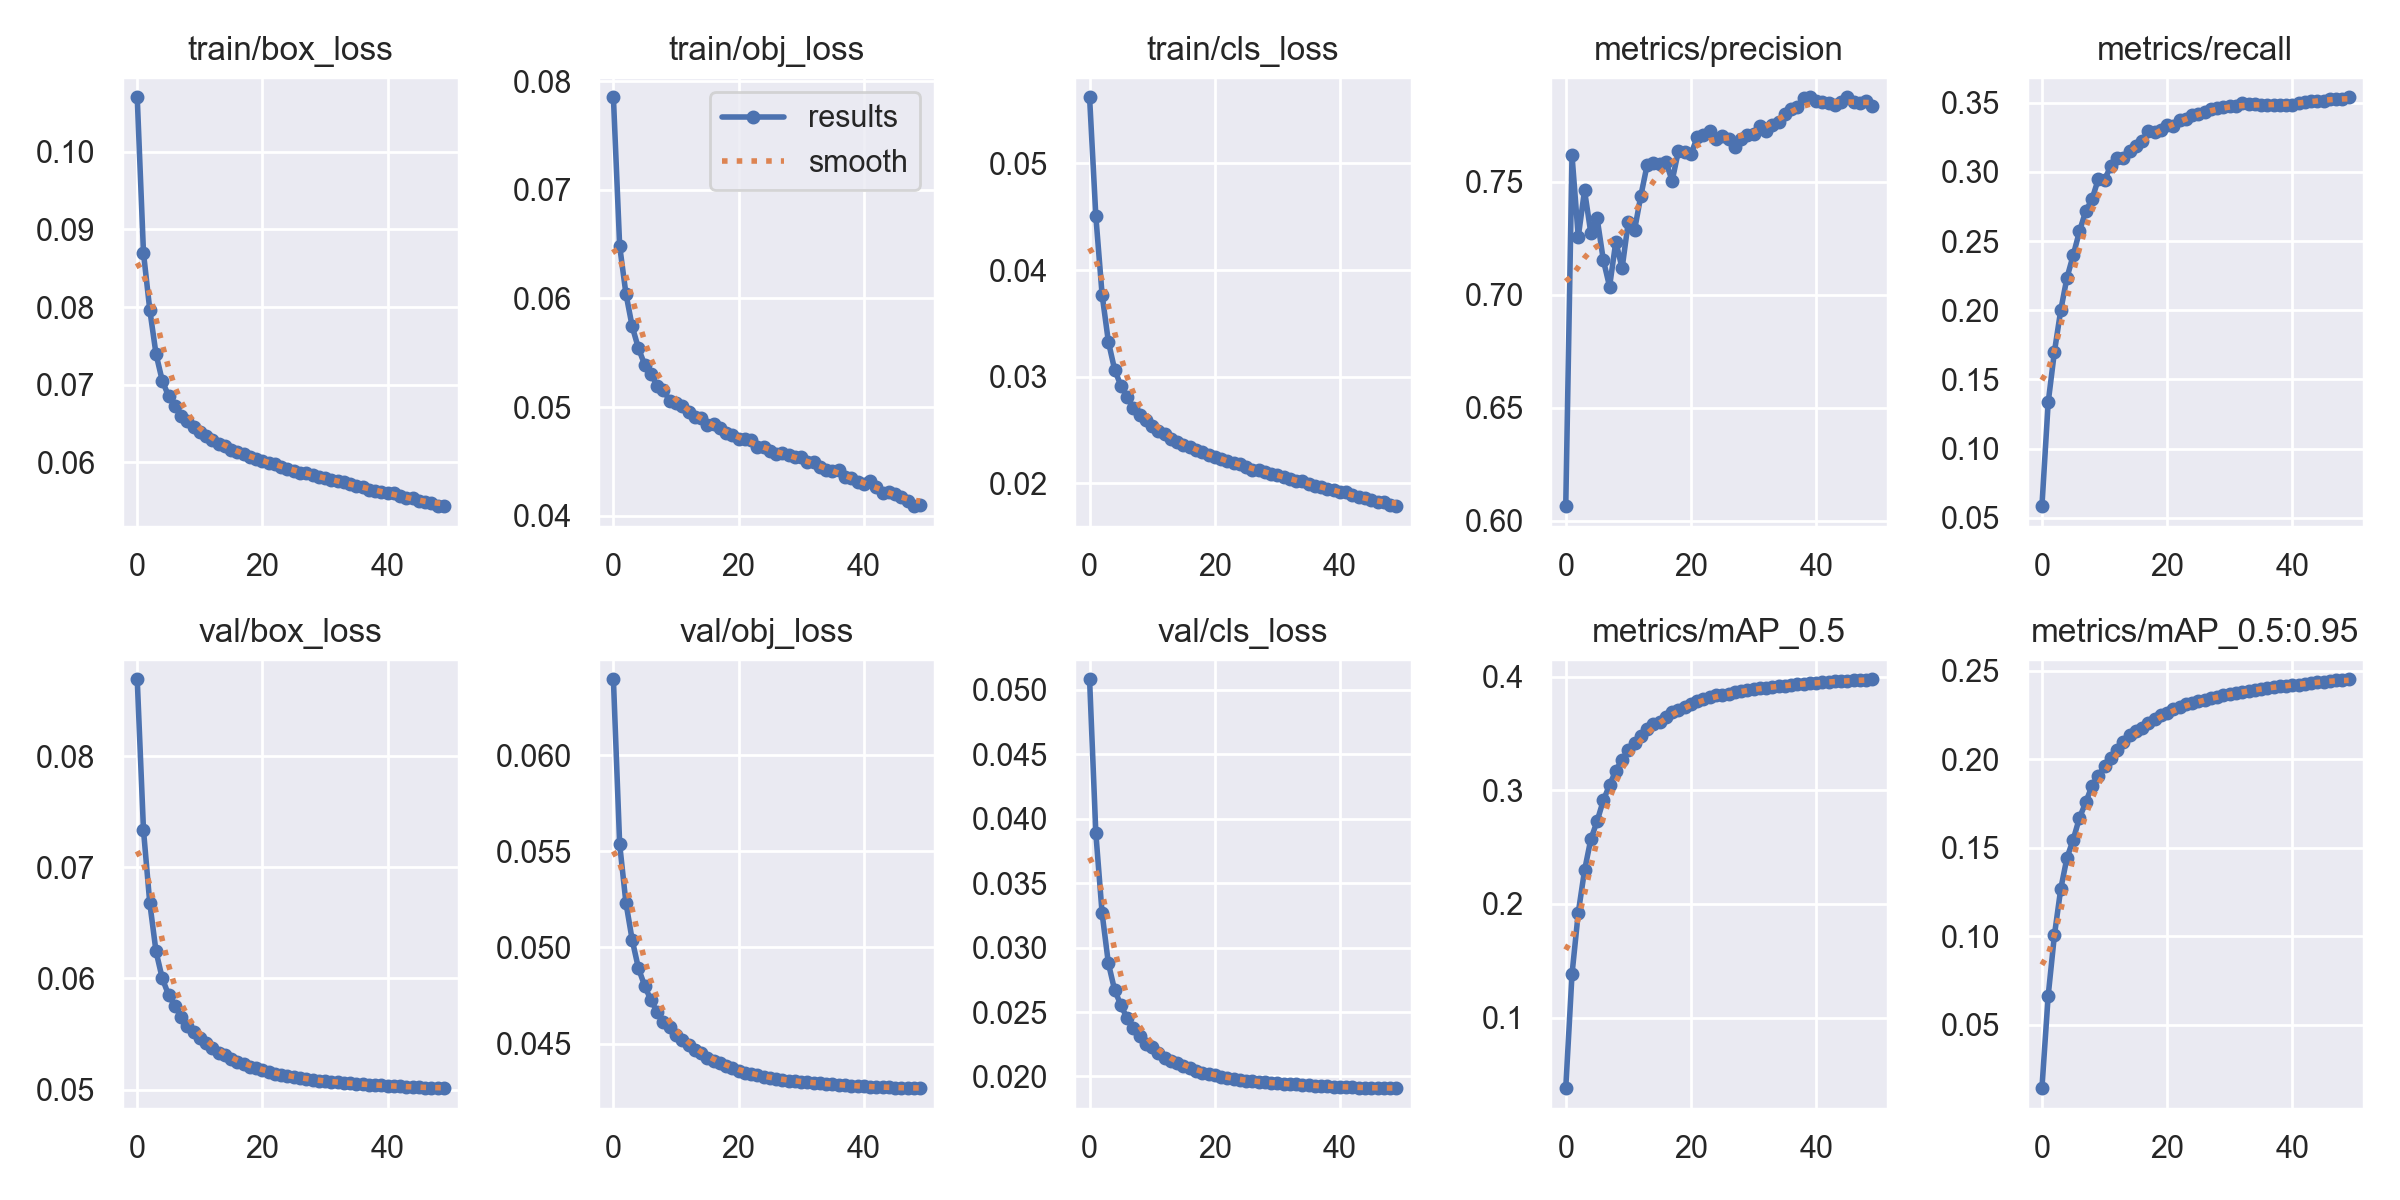 train/box_loss
0.10
0.09
0.08
0.07
0.06
0 20 40
train/obj_loss
results
smooth
0.08
0.07
0.06
0.05
0.04
0 20 40
train/cls_loss
0.05
0.04
0.03
0.02
0 20 40
metrics/precision
0.75
0.70
0.65
0.60
0 20 40
metrics/recall
0.35
0.30
0.25
0.20
0.15
0.10
0.05
0 20 40
val/box_loss
0.08
0.07
0.06
0.05
0 20 40
val/obj_loss
0.060
0.055
0.050
0.045
0 20 40
val/cls_loss
0.050
0.045
0.040
0.035
0.030
0.025
0.020
0 20 40
metrics/mAP_0.5
0.4
0.3
0.2
0.1
0 20 40
metrics/mAP_0.5:0.95
0.25
0.20
0.15
0.10
0.05
0 20 40